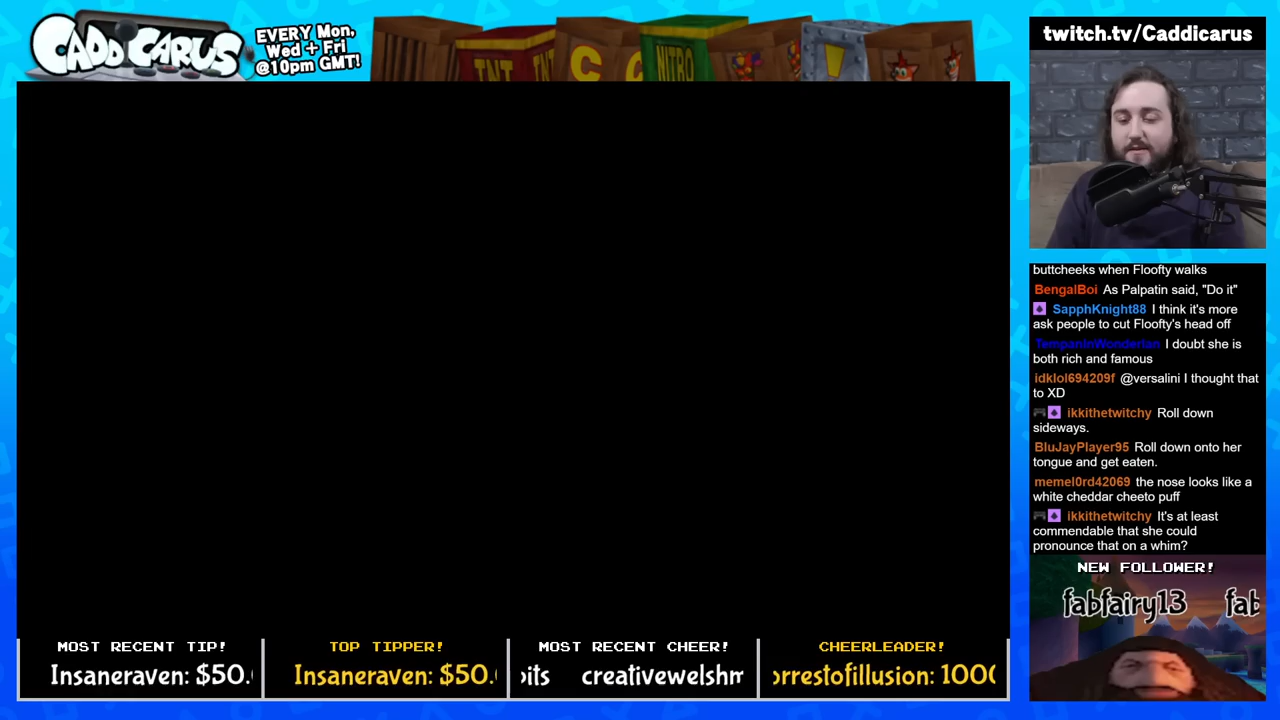 CADDICARUS
EVERY Mon,
Wed + Fri
@10pm GMT!
TNT
C
NITRO
!
twitch.tv/Caddicarus
buttcheeks when Floofty walks
BengalBoi As Palpatin said, "Do it"
SapphKnight88 I think it's more
ask people to cut Floofty's head off
TempanInWonderlan I doubt she is
both rich and famous
idklol694209f @versalini I thought that
to XD
ikkithetwitchy Roll down
sideways.
BluJayPlayer95 Roll down onto her
tongue and get eaten.
memel0rd42069 the nose looks like a
white cheddar cheeto puff
ikkithetwitchy It's at least
commendable that she could
pronounce that on a whim?
NEW FOLLOWER!
fabfairy13 fab
MOST RECENT TIP!
Insaneraven: $50.
TOP TIPPER!
Insaneraven: $50.
MOST RECENT CHEER!
bits creativewelshm
CHEERLEADER!
orrestofillusion: 1000